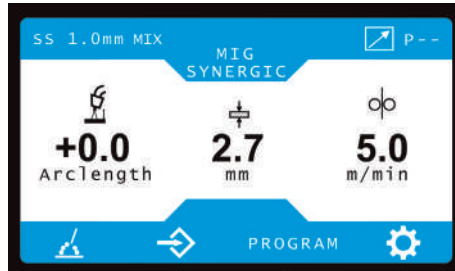 SS 1.0mm MIX
MIG
SYNERGIC
P--
+0.0
Arclength
2.7
mm
5.0
m/min
PROGRAM